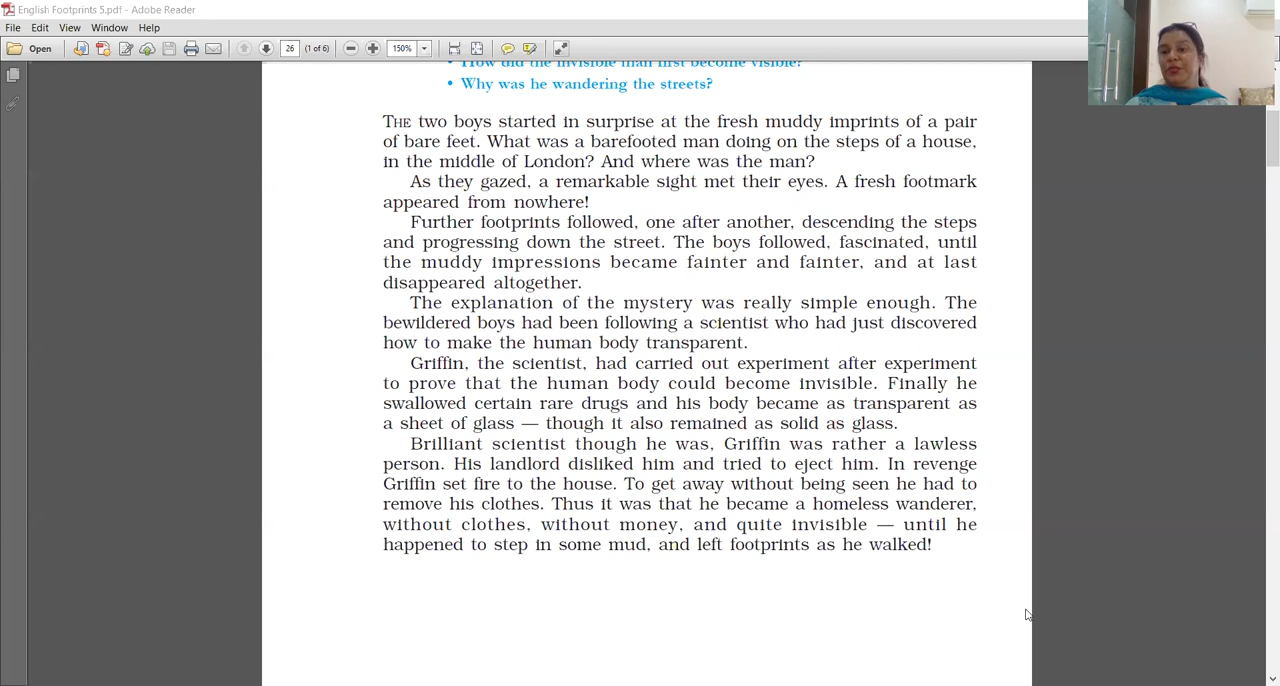 English Footprints 5.pdf - Adobe Reader
File Edit View Window Help
Open 26 (1 of 6) 150%
• How did the invisible man first become visible?
• Why was he wandering the streets?
THE two boys started in surprise at the fresh muddy imprints of a pair
of bare feet. What was a barefooted man doing on the steps of a house,
in the middle of London? And where was the man?
As they gazed, a remarkable sight met their eyes. A fresh footmark
appeared from nowhere!
Further footprints followed, one after another, descending the steps
and progressing down the street. The boys followed, fascinated, until
the muddy impressions became fainter and fainter, and at last
disappeared altogether.
The explanation of the mystery was really simple enough. The
bewildered boys had been following a scientist who had just discovered
how to make the human body transparent.
Griffin, the scientist, had carried out experiment after experiment
to prove that the human body could become invisible. Finally he
swallowed certain rare drugs and his body became as transparent as
a sheet of glass — though it also remained as solid as glass.
Brilliant scientist though he was, Griffin was rather a lawless
person. His landlord disliked him and tried to eject him. In revenge
Griffin set fire to the house. To get away without being seen he had to
remove his clothes. Thus it was that he became a homeless wanderer,
without clothes, without money, and quite invisible — until he
happened to step in some mud, and left footprints as he walked!